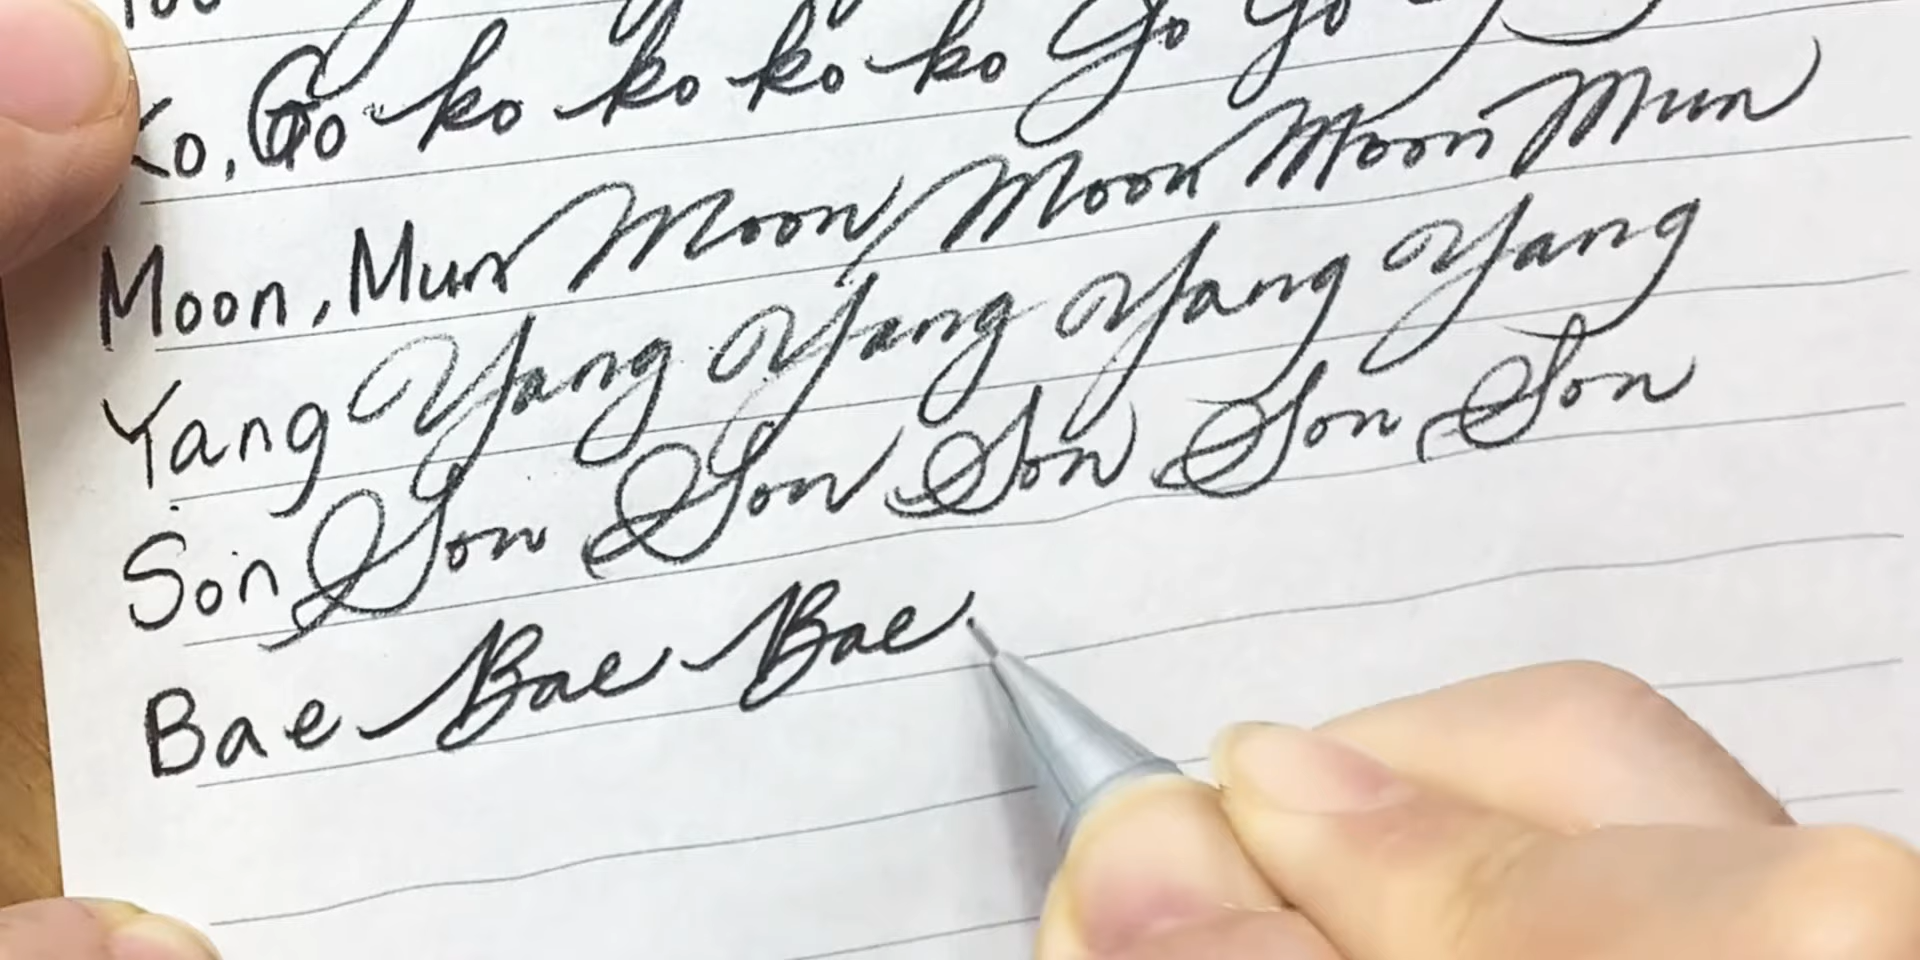 Ko, Go ko ko ko ko Go Go
Moon, Mun Moon Moon Moon Mun
Yang Yang Yang Yang Yang
Son Son Son Son Son Son
Bae Bae Bae